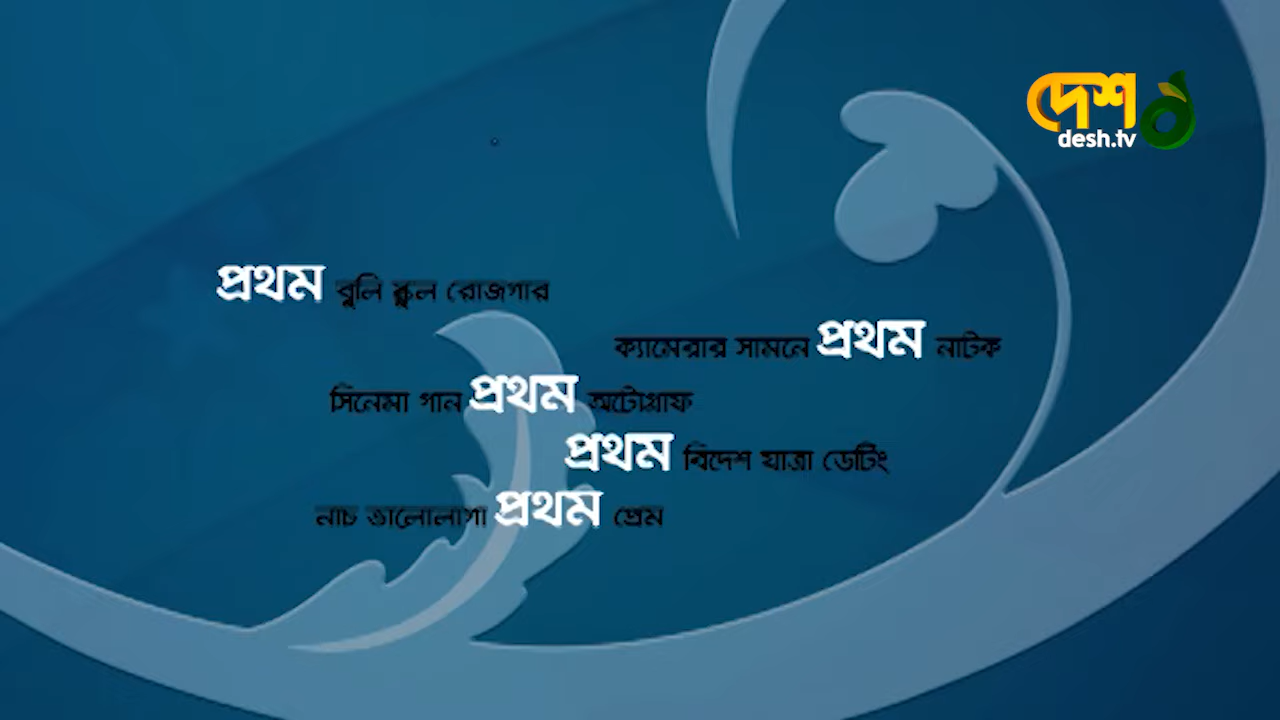 দেশ
desh.tv
প্রথম বুলি স্কুল রোজগার
ক্যামেরার সামনে প্রথম নাটক
সিনেমা গান প্রথম অটোগ্রাফ
প্রথম বিদেশ যাত্রা ডেটিং
নাচ ভালোলাগা প্রথম প্রেম